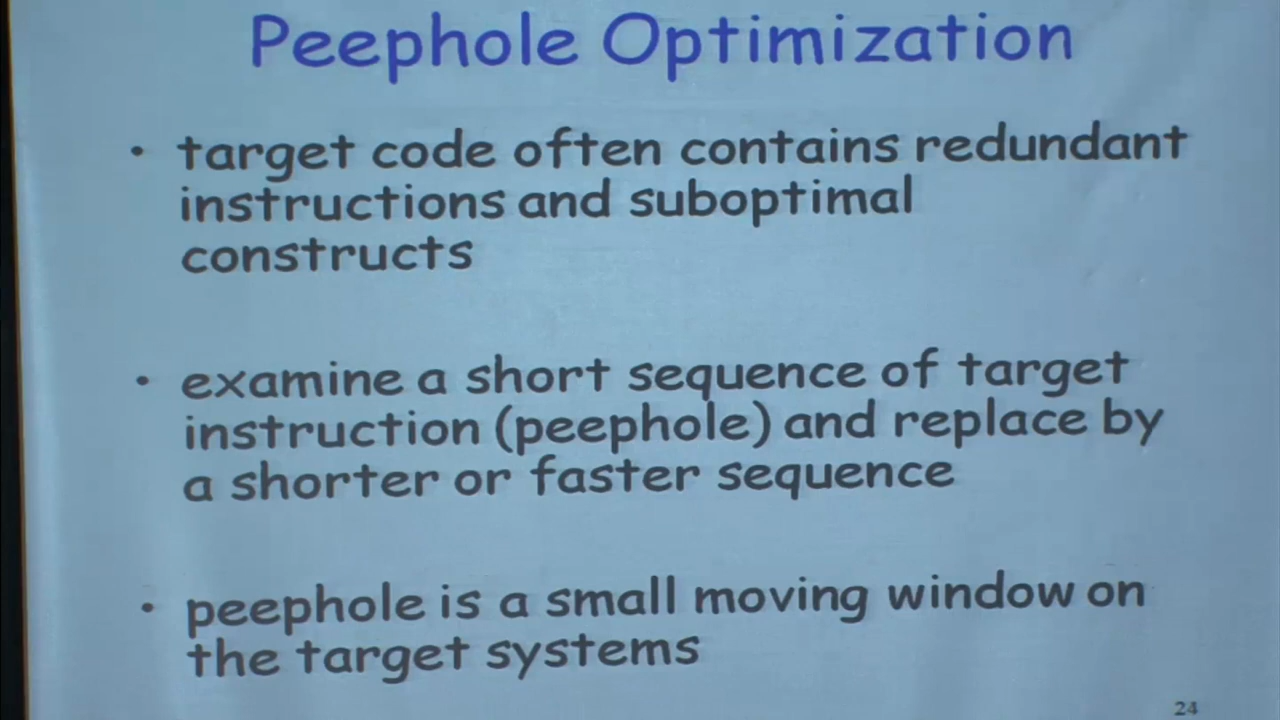 Peephole Optimization
• target code often contains redundant
instructions and suboptimal
constructs
• examine a short sequence of target
instruction (peephole) and replace by
a shorter or faster sequence
• peephole is a small moving window on
the target systems
24